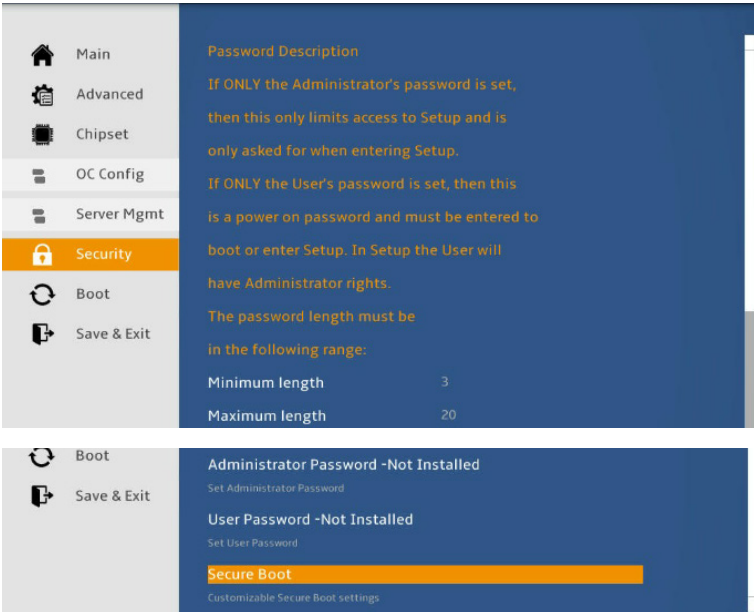 Main
Advanced
Chipset
OC Config
Server Mgmt
Security
Boot
Save & Exit
Password Description
If ONLY the Administrator's password is set,
then this only limits access to Setup and is
only asked for when entering Setup.
If ONLY the User's password is set, then this
is a power on password and must be entered to
boot or enter Setup. In Setup the User will
have Administrator rights.
The password length must be
in the following range:
Minimum length 3
Maximum length 20
Boot
Save & Exit
Administrator Password -Not Installed
Set Administrator Password
User Password -Not Installed
Set User Password
Secure Boot
Customizable Secure Boot settings